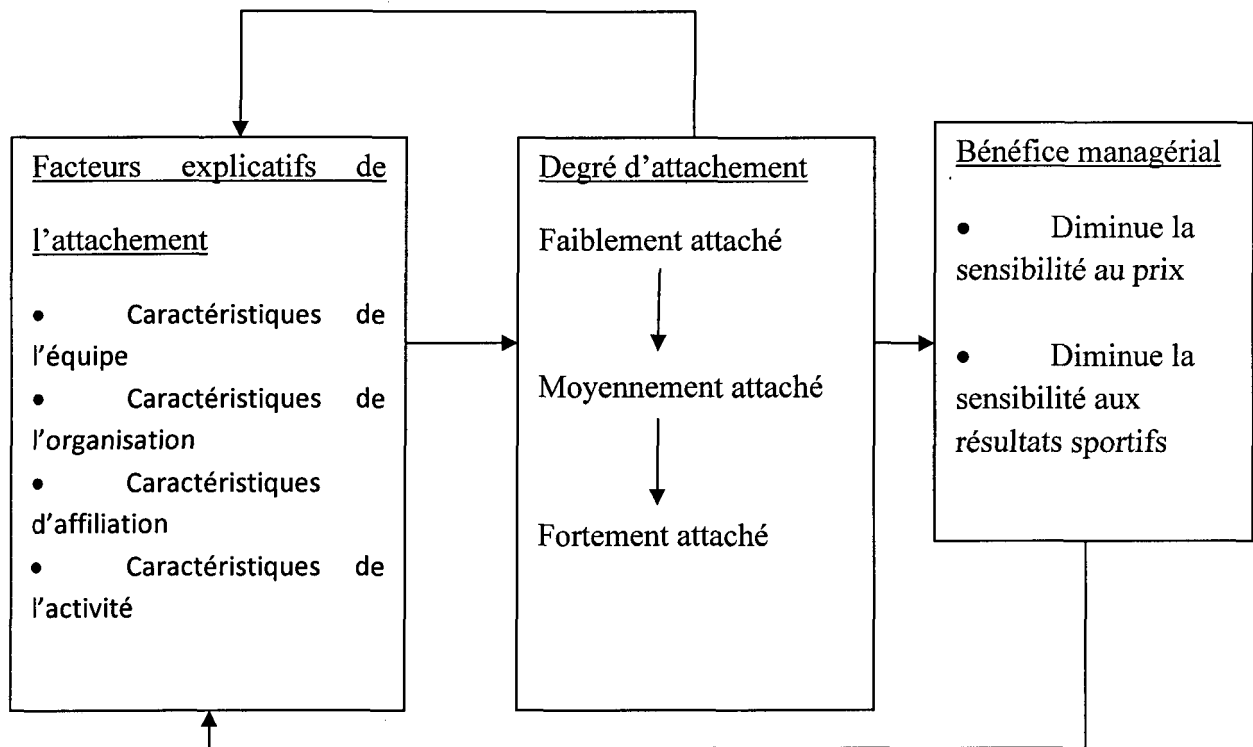 Facteurs explicatifs de
l'attachement
• Caractéristiques de
l'équipe
• Caractéristiques de
l'organisation
• Caractéristiques
d'affiliation
• Caractéristiques de
l'activité
Degré d'attachement
Faiblement attaché
Moyennement attaché
Fortement attaché
Bénéfice managérial
• Diminue la
sensibilité au prix
• Diminue la
sensibilité aux
résultats sportifs